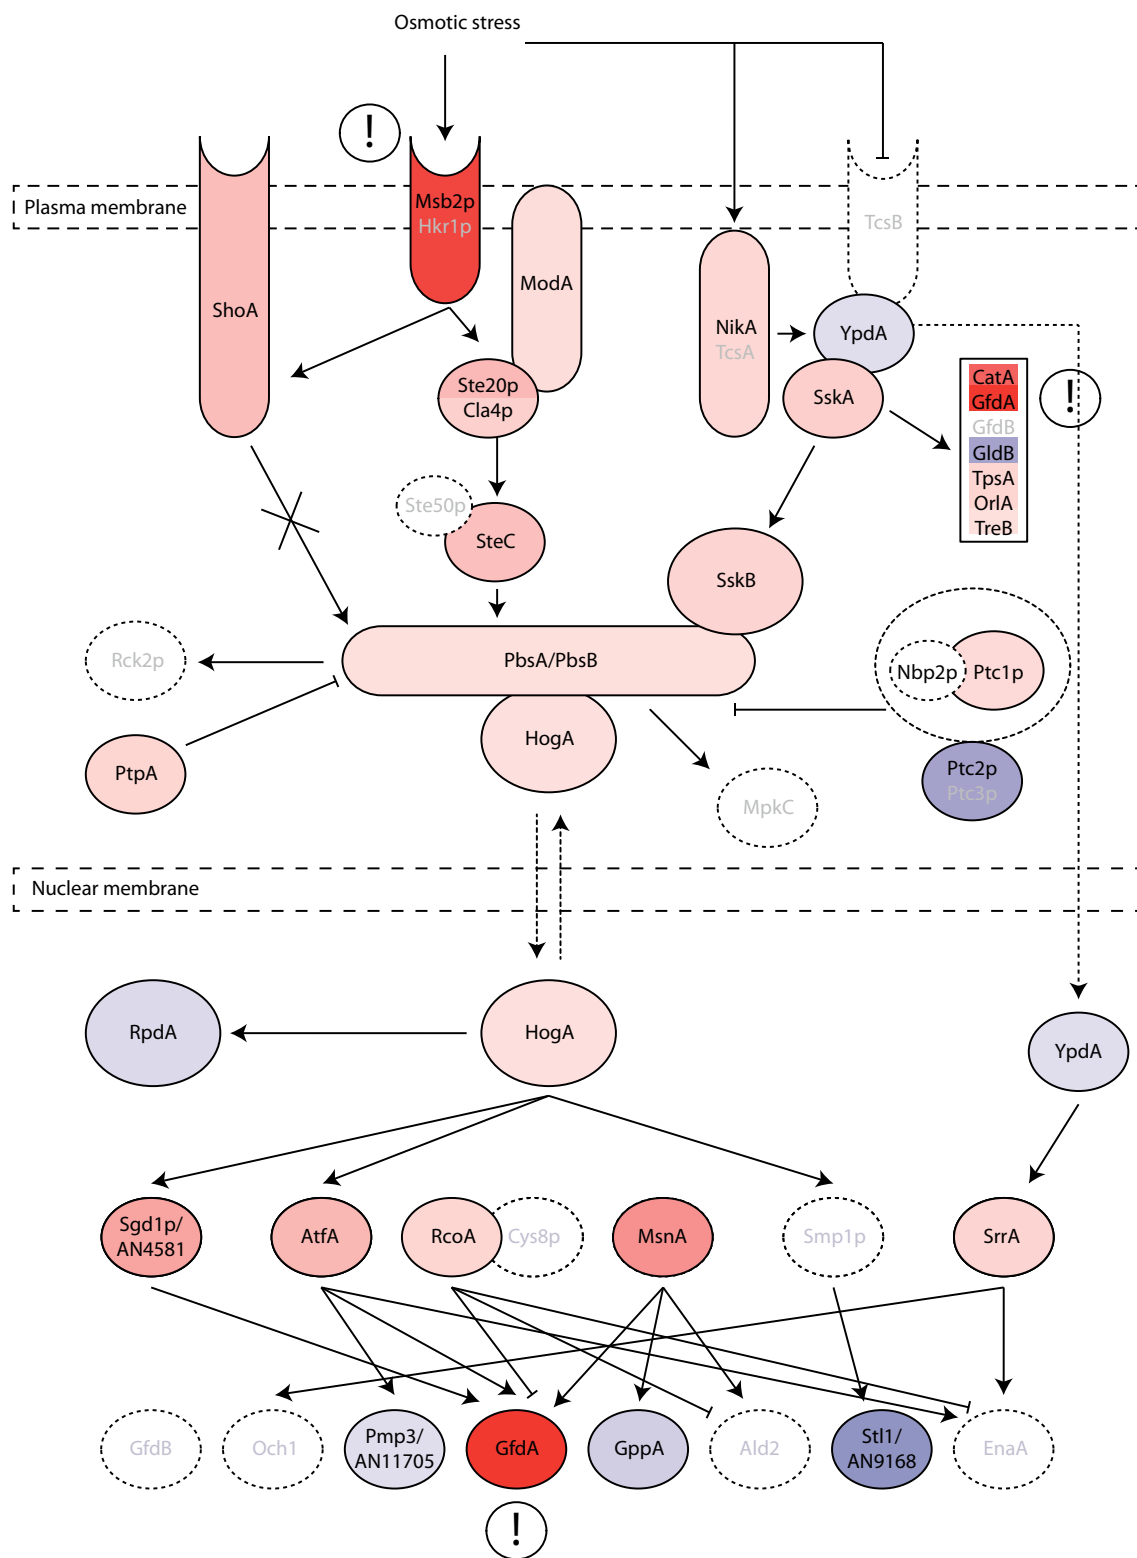 Osmotic stress
!
Plasma membrane
Msb2p
Hkr1p
TcsB
ShoA
ModA
NikA
TcsA
YpdA
Ste20p
Cla4p
SskA
CatA
GfdA
GfdB
GldB
TpsA
OrlA
TreB
!
Ste50p
SteC
SskB
Rck2p
PbsA/PbsB
Nbp2p
Ptc1p
HogA
PtpA
MpkC
Ptc2p
Ptc3p
Nuclear membrane
RpdA
HogA
YpdA
Sgd1p/
AN4581
AtfA
RcoA
Cys8p
MsnA
Smp1p
SrrA
GfdB
Och1
Pmp3/
AN11705
GfdA
GppA
Ald2
Stl1/
AN9168
EnaA
!